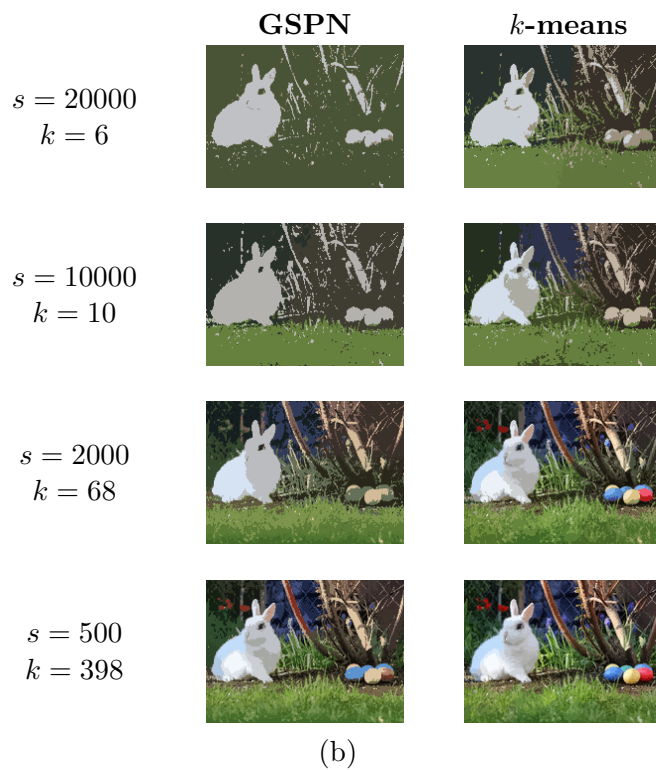 GSPN k-means
s = 20000
k = 6
s = 10000
k = 10
s = 2000
k = 68
s = 500
k = 398
(b)